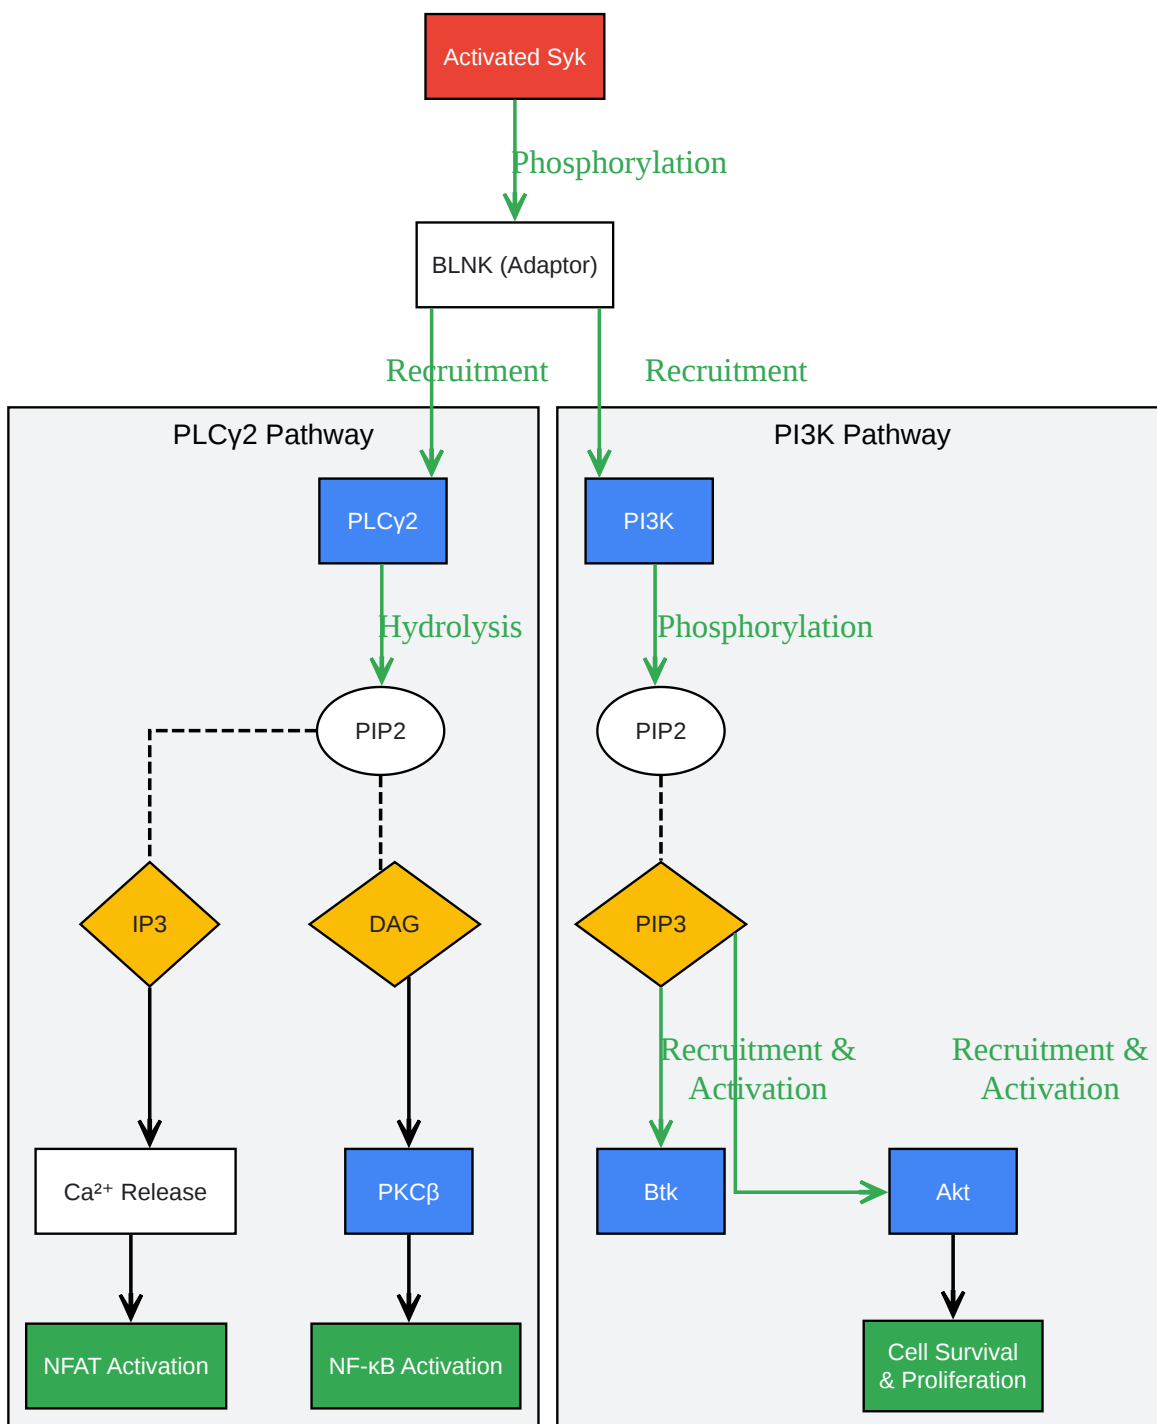 Activated Syk
Phosphorylation
BLNK (Adaptor)
Recruitment
Recruitment
PLCγ2 Pathway
PI3K Pathway
PLCγ2
PI3K
Hydrolysis
Phosphorylation
PIP2
PIP2
IP3
DAG
PIP3
Recruitment &
Activation
Recruitment &
Activation
Ca²⁺ Release
PKCβ
Btk
Akt
NFAT Activation
NF-κB Activation
Cell Survival
& Proliferation